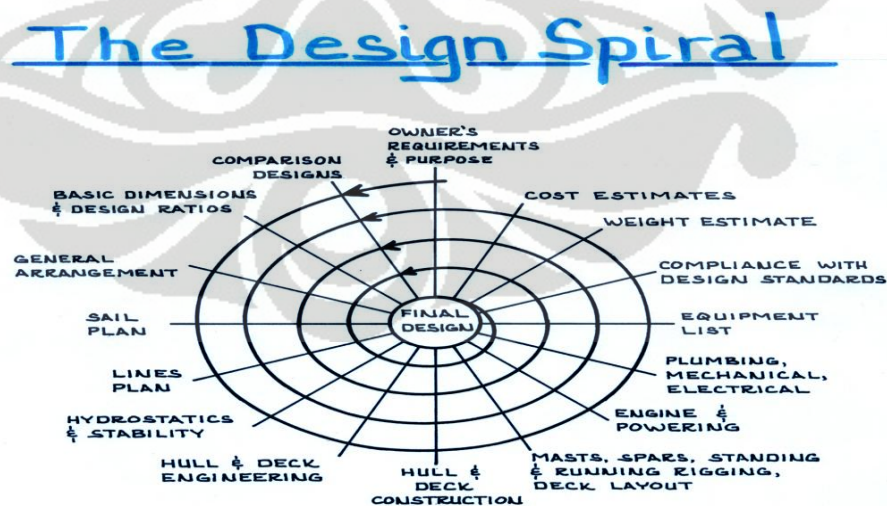 The Design Spiral
OWNER'S
REQUIREMENTS
& PURPOSE
COMPARISON
DESIGNS
BASIC DIMENSIONS
& DESIGN RATIOS
GENERAL
ARRANGEMENT
SAIL
PLAN
LINES
PLAN
HYDROSTATICS
& STABILITY
HULL & DECK
ENGINEERING
HULL &
DECK
CONSTRUCTION
MASTS, SPARS, STANDING
& RUNNING RIGGING,
DECK LAYOUT
ENGINE &
POWERING
PLUMBING,
MECHANICAL,
ELECTRICAL
EQUIPMENT
LIST
COMPLIANCE WITH
DESIGN STANDARDS
WEIGHT ESTIMATE
COST ESTIMATES
FINAL
DESIGN